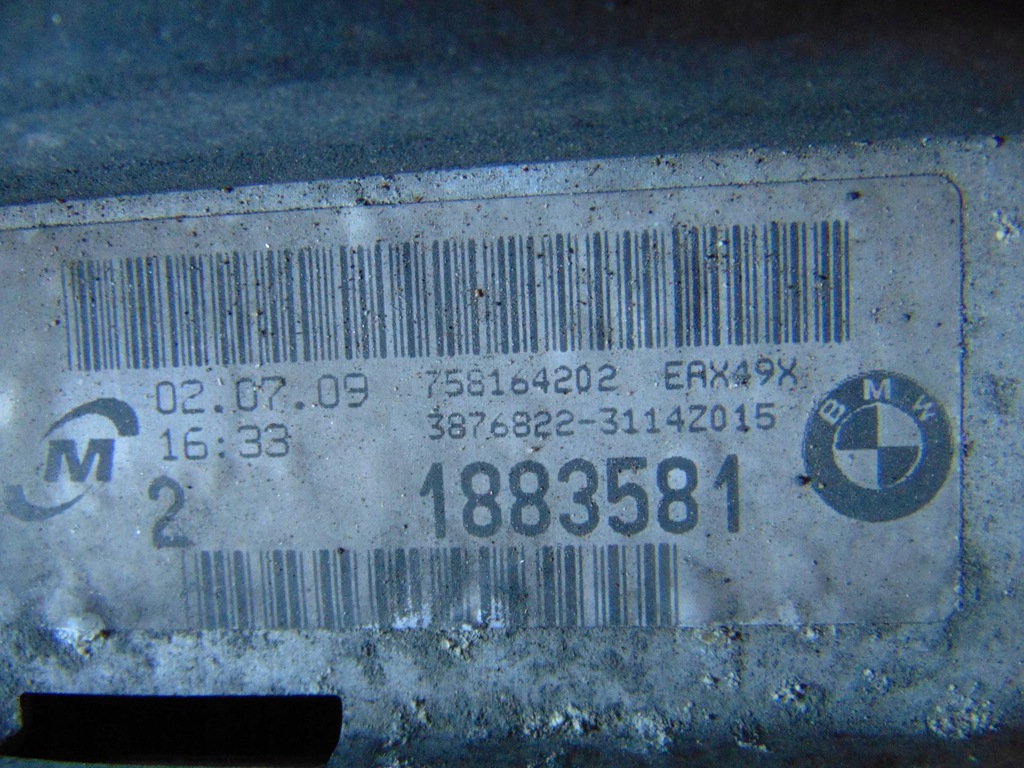 02.07.09 758164202 EAX49X
16:33 3876822-3114Z015
M
BMW
2 1883581